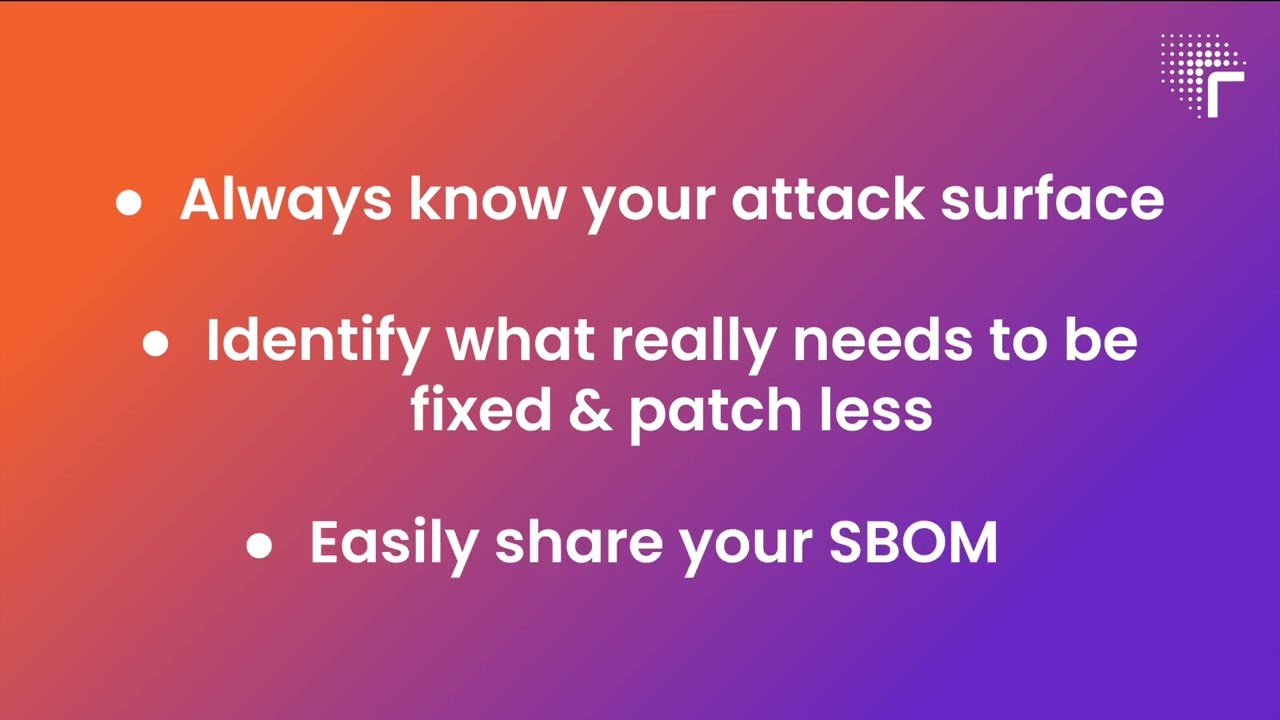 ● Always know your attack surface
● Identify what really needs to be
fixed & patch less
● Easily share your SBOM